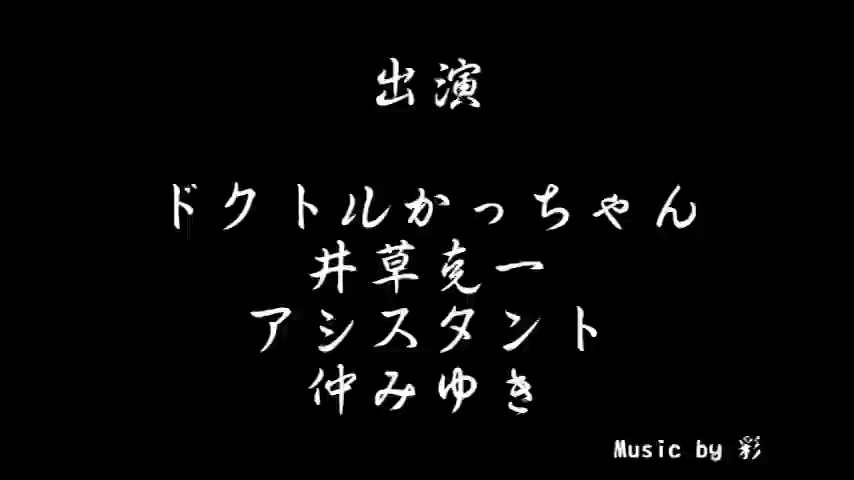 出演
ドクトルかっちゃん
井草克一
アシスタント
仲みゆき
Music by 彩